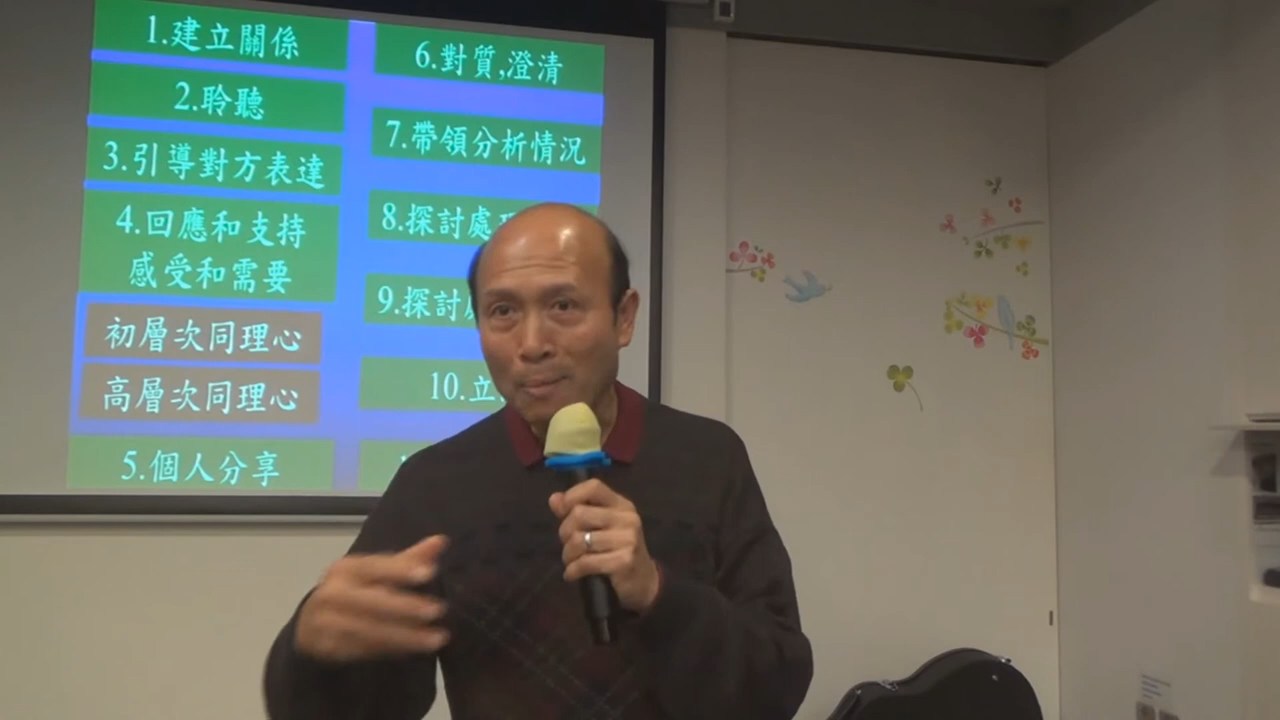 1.建立關係
2.聆聽
3.引導對方表達
4.回應和支持
感受和需要
初層次同理心
高層次同理心
5.個人分享
6.對質,澄清
7.帶領分析情況
8.探討處
9.探討
10.立